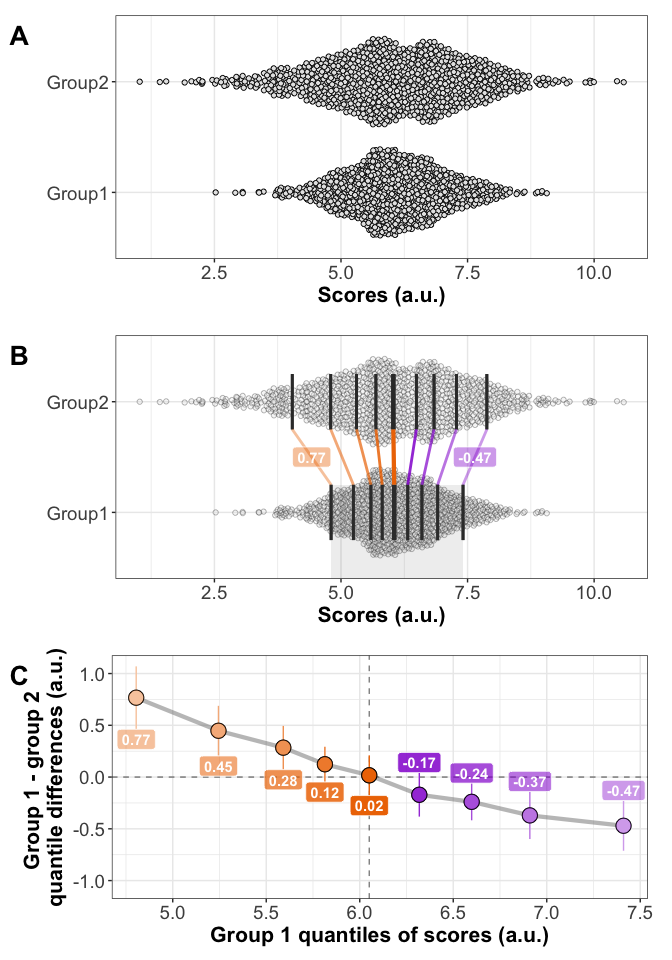 A
Group2
Group1
2.5 5.0 7.5 10.0
Scores (a.u.)
B
Group2
0.77 -0.47
Group1
2.5 5.0 7.5 10.0
Scores (a.u.)
C
Group 1 - group 2
quantile differences (a.u.)
1.0
0.5
0.0
-0.5
-1.0
0.77
0.45
0.28
0.12
0.02
-0.17
-0.24
-0.37
-0.47
5.0 5.5 6.0 6.5 7.0 7.5
Group 1 quantiles of scores (a.u.)